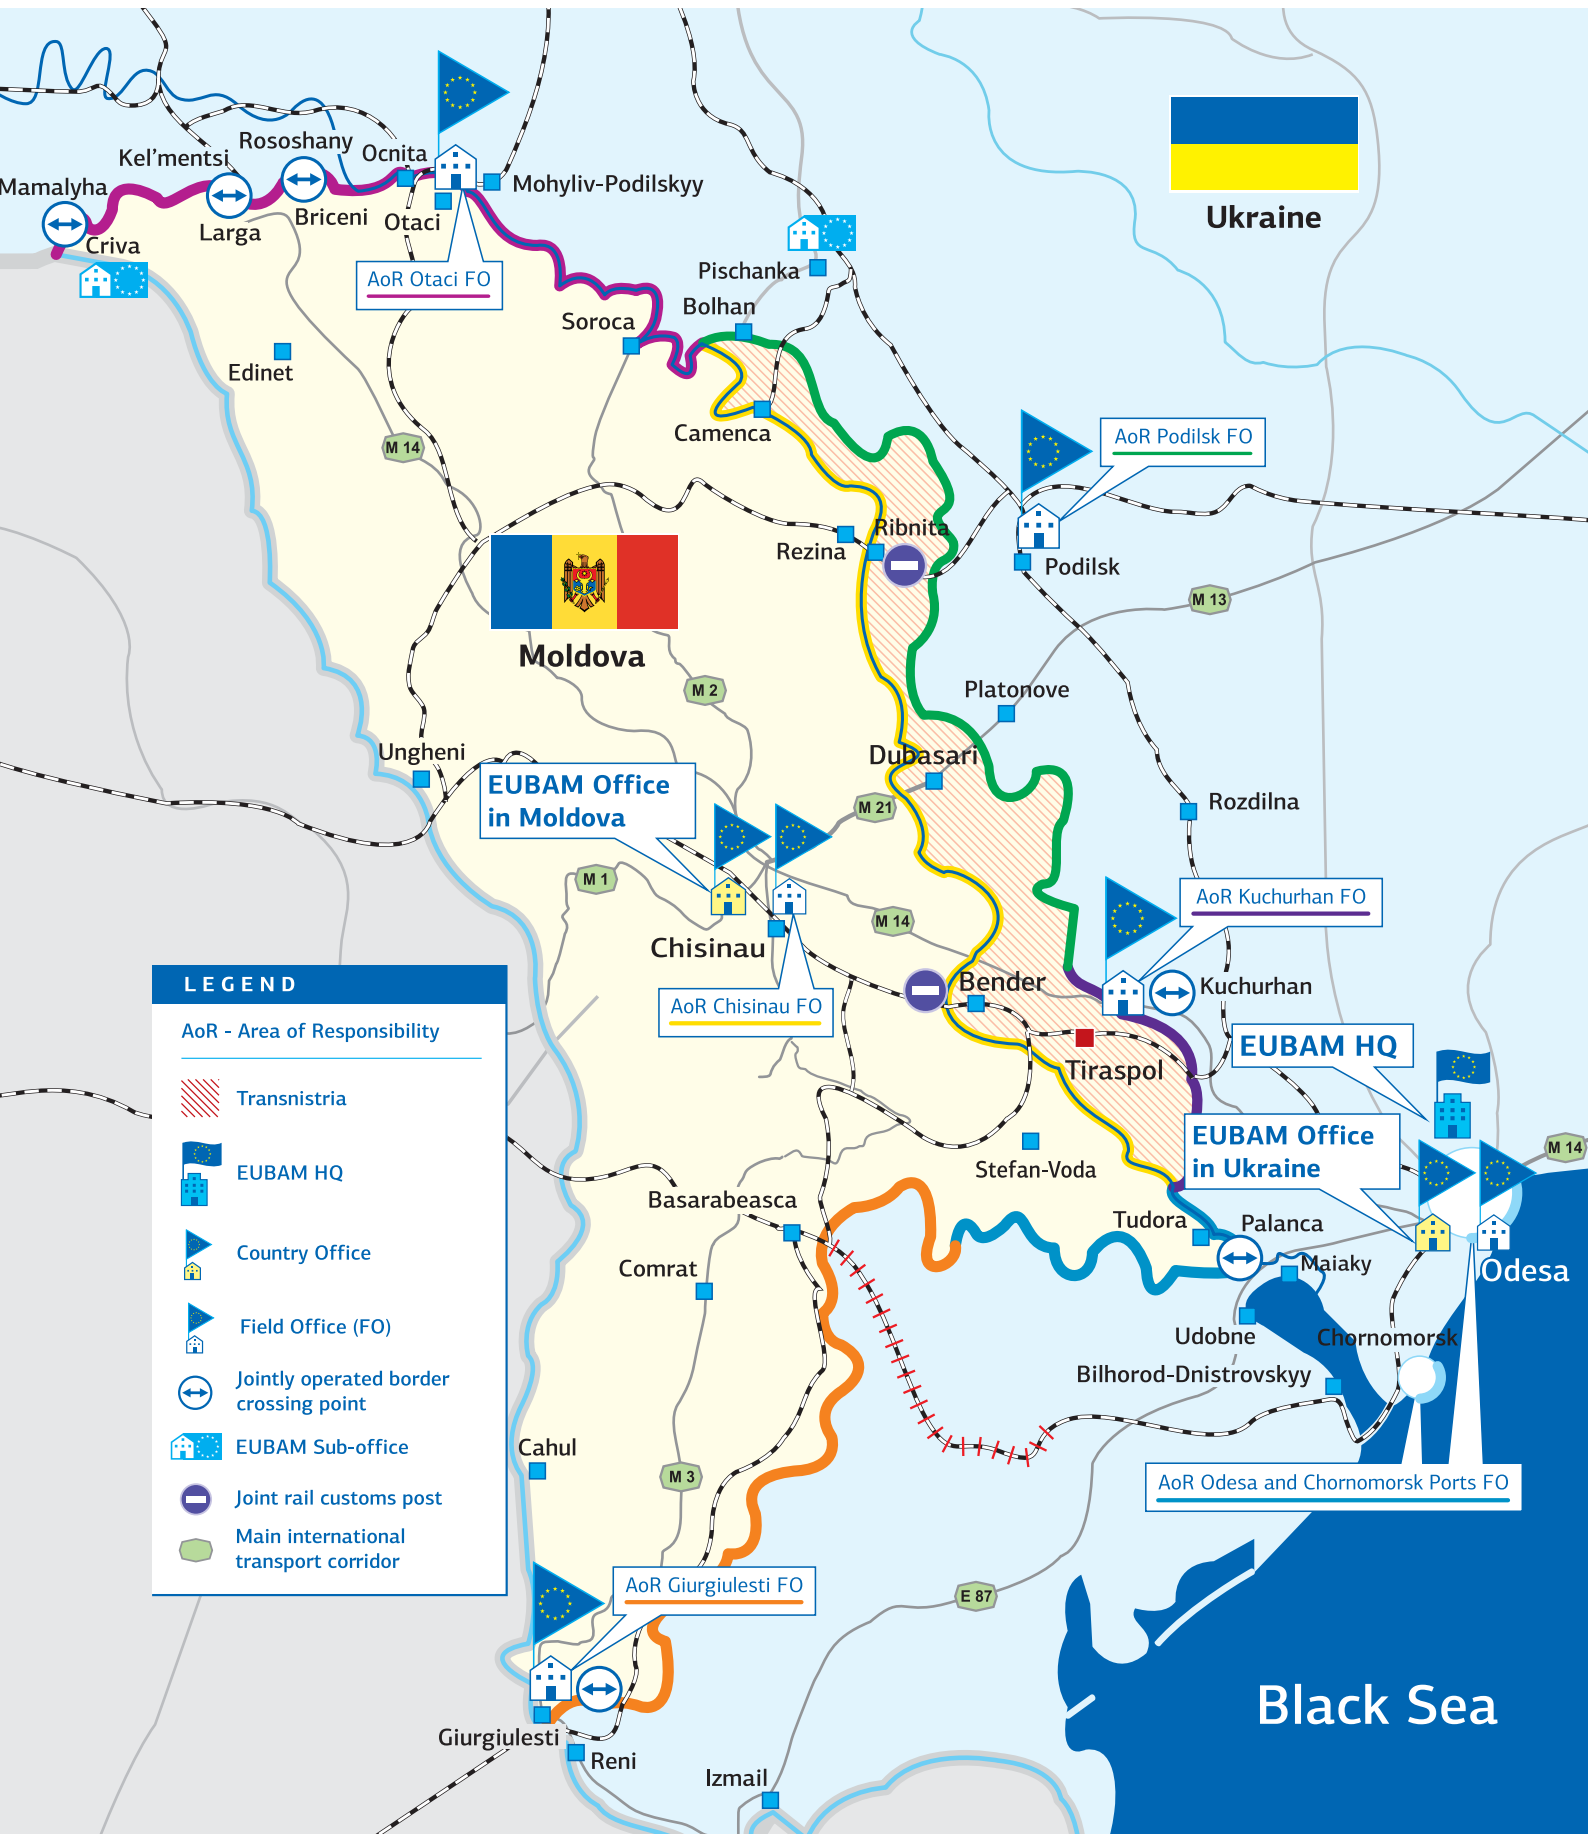 Ukraine
Rososhany
Kel’mentsi
Ocnita
Mamalyha
Mohyliv-Podilskyy
Briceni
Otaci
Larga
Criva
AoR Otaci FO
Pischanka
Bolhan
Soroca
Edinet
Camenca
M 14
AoR Podilsk FO
Ribnita
Rezina
Podilsk
M 13
Moldova
M 2
Platonove
Ungheni
Dubasari
EUBAM Office
in Moldova
M 21
Rozdilna
M 1
AoR Kuchurhan FO
M 14
Chisinau
Bender
Kuchurhan
AoR Chisinau FO
EUBAM HQ
Tiraspol
EUBAM Office
in Ukraine
M 14
Stefan-Voda
Basarabeasca
Tudora
Palanca
Maiaky
Odesa
Comrat
Udobne
Chornomorsk
Bilhorod-Dnistrovskyy
Cahul
M 3
AoR Odesa and Chornomorsk Ports FO
AoR Giurgiulesti FO
E 87
Black Sea
Giurgiulesti
Reni
Izmail
LEGEND
AoR - Area of Responsibility
Transnistria
EUBAM HQ
Country Office
Field Office (FO)
Jointly operated border
crossing point
EUBAM Sub-office
Joint rail customs post
Main international
transport corridor